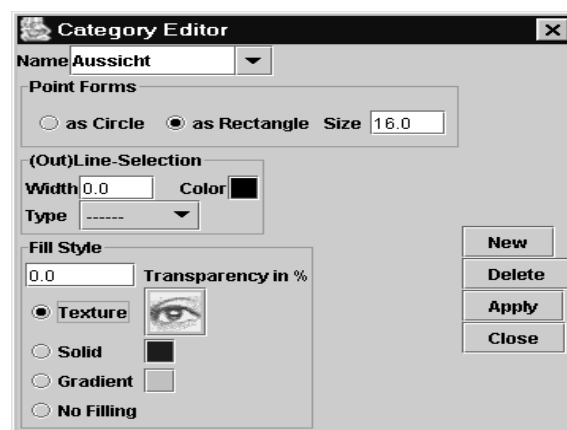 Category Editor
Name Aussicht
Point Forms
as Circle as Rectangle Size 16.0
(Out)Line-Selection
Width 0.0 Color
Type ------
Fill Style
0.0 Transparency in %
Texture
Solid
Gradient
No Filling
New
Delete
Apply
Close